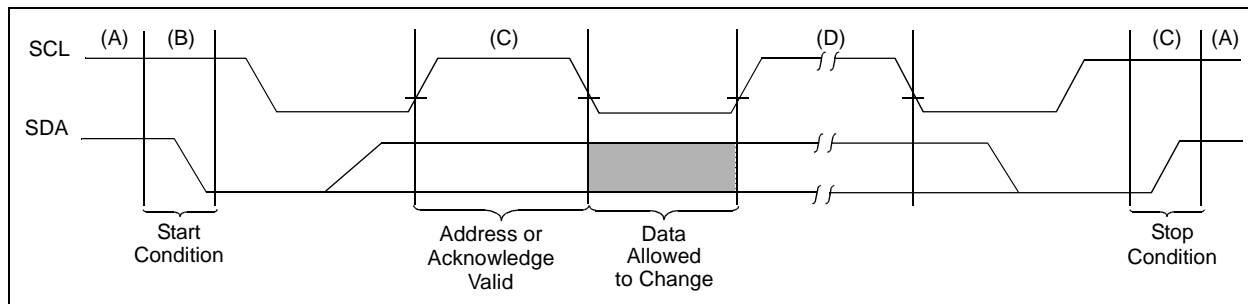 (A) (B) (C) (D) (C) (A)
SCL
SDA
Start
Condition
Address or
Acknowledge
Valid
Data
Allowed
to Change
Stop
Condition